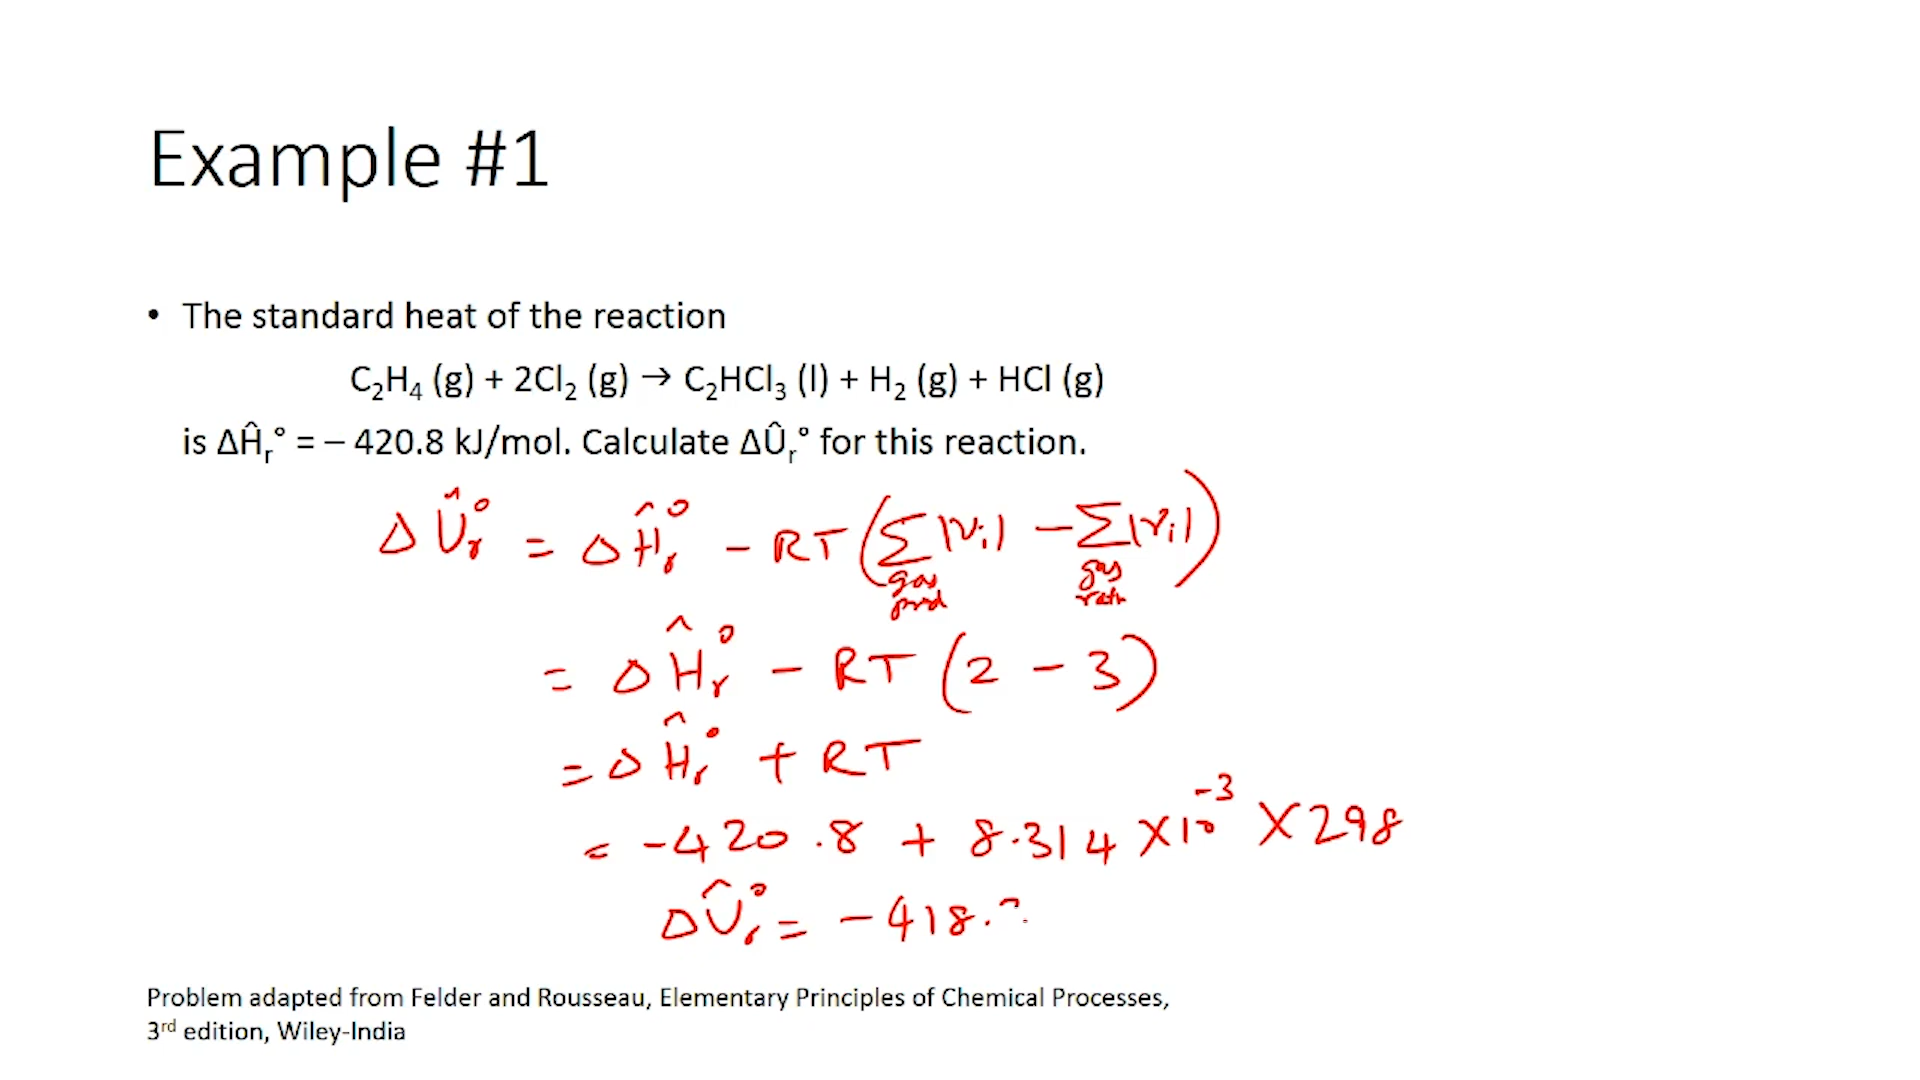 Example #1
• The standard heat of the reaction
C₂H₄ (g) + 2Cl₂ (g) → C₂HCl₃ (l) + H₂ (g) + HCl (g)
is ΔĤᵣ° = – 420.8 kJ/mol. Calculate ΔÛᵣ° for this reaction.
ΔÛᵣ° = ΔĤᵣ° - RT (∑ |νᵢ| - ∑ |νᵢ|)
gas gas
prod
= ΔĤᵣ° - RT (2 - 3)
= ΔĤᵣ° + RT
= -420.8 + 8.314 × 10⁻³ × 298
ΔÛᵣ° = -418.
Problem adapted from Felder and Rousseau, Elementary Principles of Chemical Processes,
3ʳᵈ edition, Wiley-India